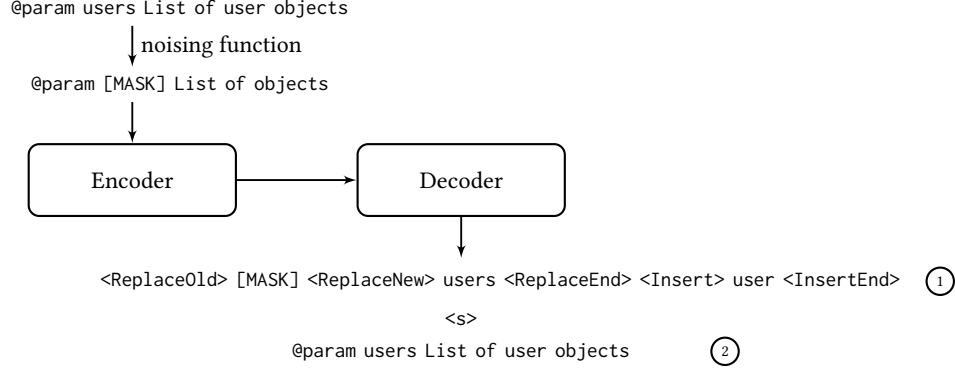 @param users List of user objects
noising function
@param [MASK] List of objects
Encoder
Decoder
<ReplaceOld> [MASK] <ReplaceNew> users <ReplaceEnd> <Insert> user <InsertEnd> 1
<s>
@param users List of user objects 2